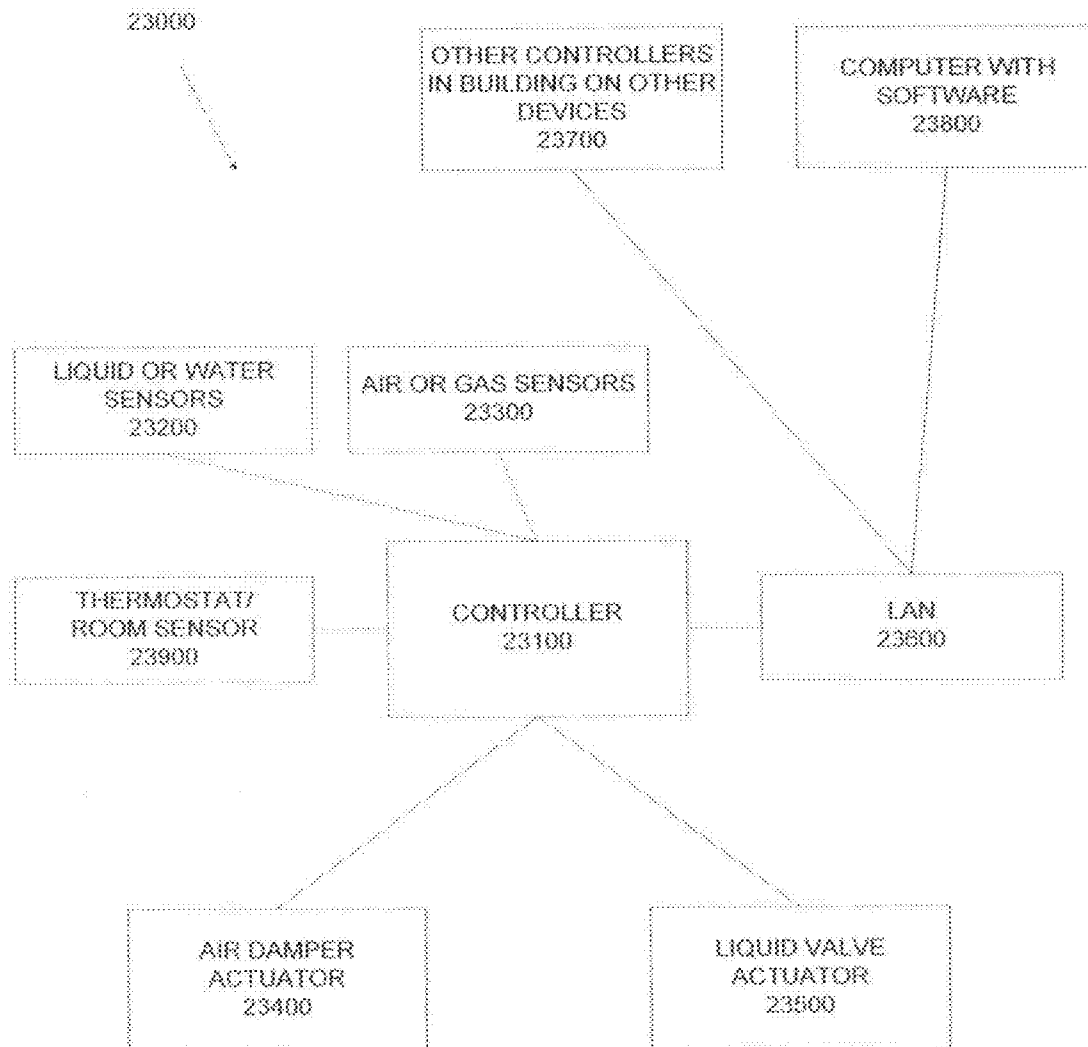 23000
OTHER CONTROLLERS
IN BUILDING ON OTHER
DEVICES
23700
COMPUTER WITH
SOFTWARE
23800
LIQUID OR WATER
SENSORS
23200
AIR OR GAS SENSORS
23300
THERMOSTAT/
ROOM SENSOR
23900
CONTROLLER
23100
LAN
23600
AIR DAMPER
ACTUATOR
23400
LIQUID VALVE
ACTUATOR
23500